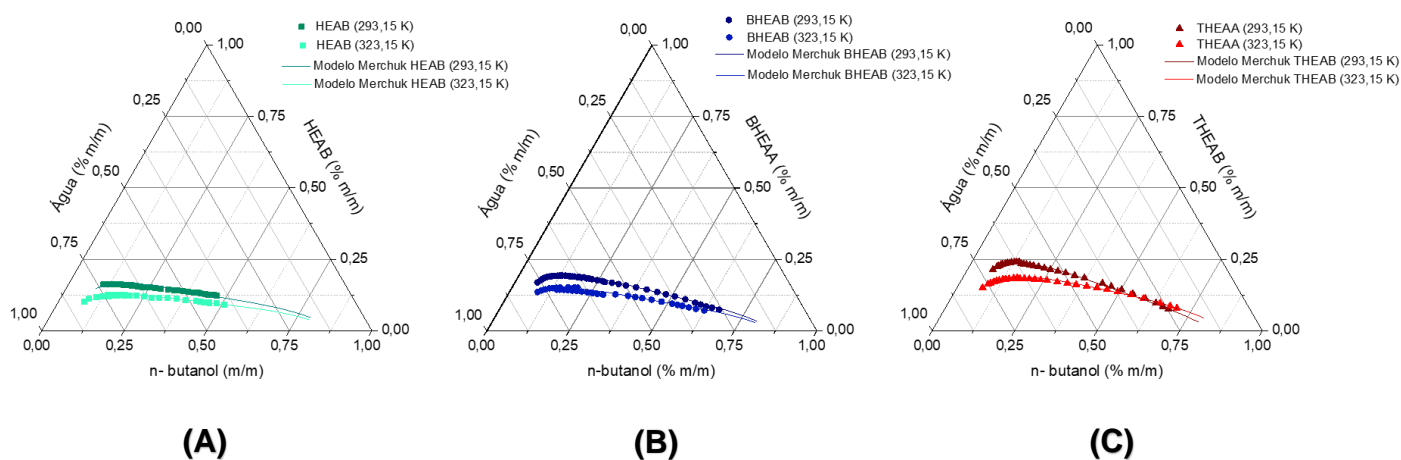 HEAB (293,15 K)
HEAB (323,15 K)
Modelo Merchuk HEAB (293,15 K)
Modelo Merchuk HEAB (323,15 K)
0,00
1,00
0,25
0,75
0,50
0,50
0,75
0,25
1,00
0,00
0,00
0,25
0,50
0,75
1,00
Água (% m/m)
HEAB (% m/m)
n- butanol (m/m)
(A)
BHEAB (293,15 K)
BHEAB (323,15 K)
Modelo Merchuk BHEAB (293,15 K)
Modelo Merchuk BHEAB (323,15 K)
0,00
1,00
0,25
0,75
0,50
0,50
0,75
0,25
1,00
0,00
0,00
0,25
0,50
0,75
1,00
Água (% m/m)
BHEAA (% m/m)
n-butanol (% m/m)
(B)
THEAA (293,15 K)
THEAA (323,15 K)
Modelo Merchuk THEAB (293,15 K)
Modelo Merchuk THEAB (323,15 K)
0,00
1,00
0,25
0,75
0,50
0,50
0,75
0,25
1,00
0,00
0,00
0,25
0,50
0,75
1,00
Água (% m/m)
THEAB (% m/m)
n- butanol (% m/m)
(C)